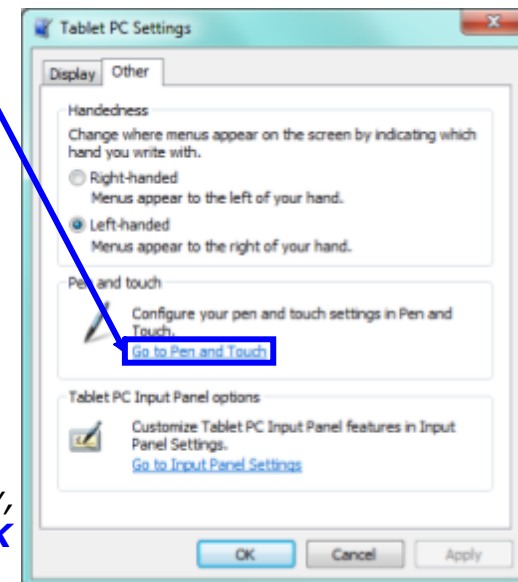 Tablet PC Settings
Display Other
Handedness
Change where menus appear on the screen by indicating which
hand you write with.
Right-handed
Menus appear to the left of your hand.
Left-handed
Menus appear to the right of your hand.
Pen and touch
Configure your pen and touch settings in Pen and
Touch.
Go to Pen and Touch
Tablet PC Input Panel options
Customize Tablet PC Input Panel features in Input
Panel Settings.
Go to Input Panel Settings
OK Cancel Apply